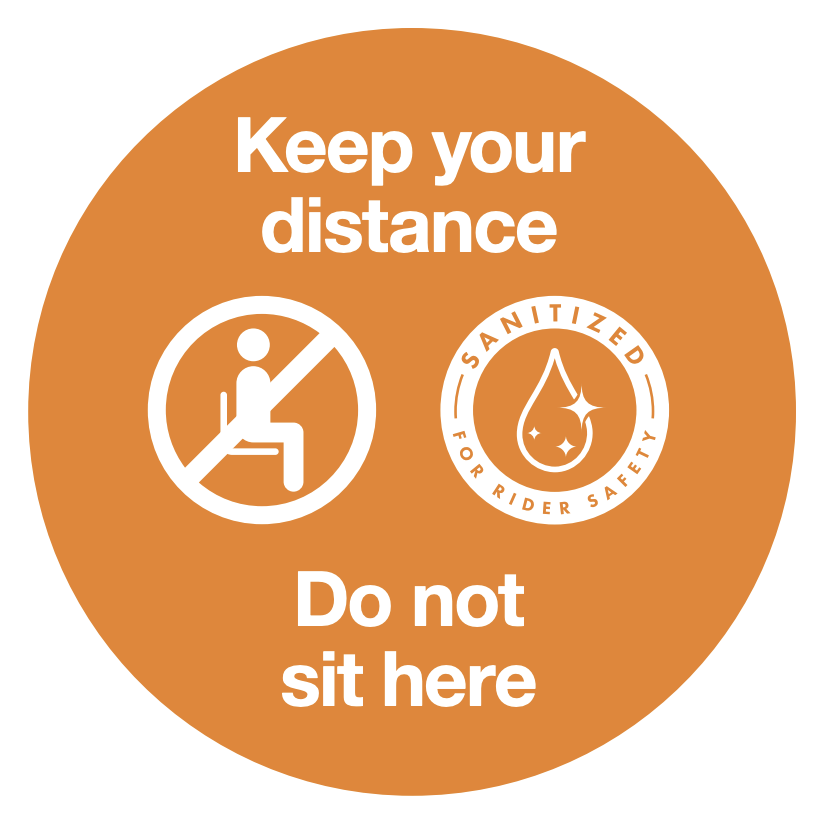 Keep your
distance
SANITIZED
FOR RIDER SAFETY
Do not
sit here